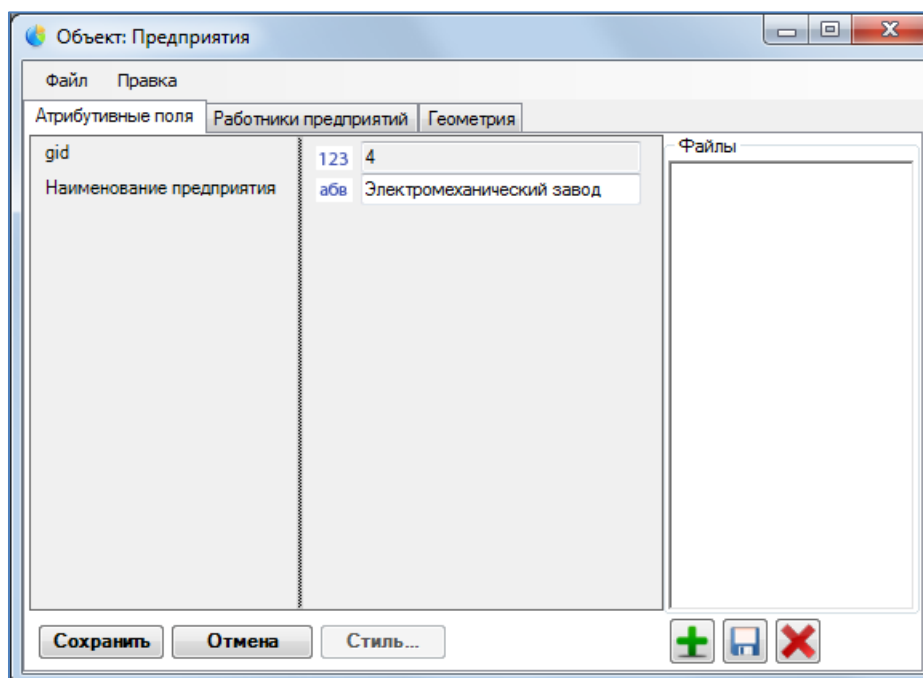 Объект: Предприятия
Файл Правка
Атрибутивные поля Работники предприятий Геометрия
gid 123 4
Файлы
Наименование предприятия абв Электромеханический завод
Сохранить Отмена Стиль...